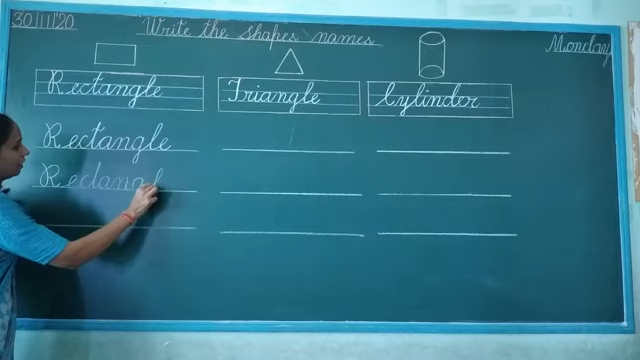 30/11/'20 Write the shapes names Monday
Rectangle Triangle Cylinder
Rectangle
Rectangl